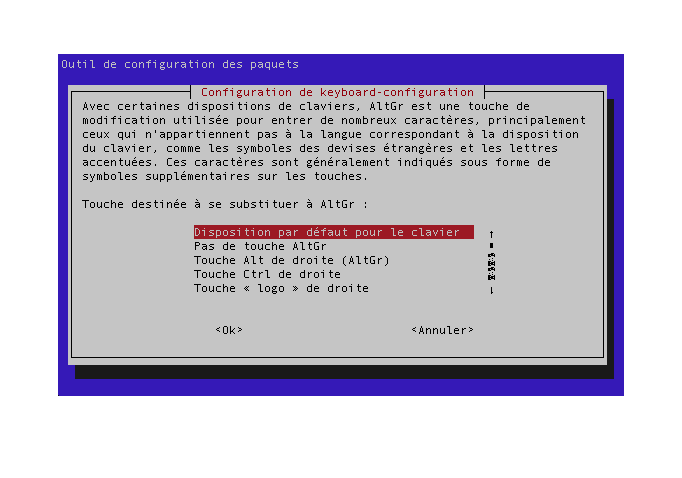 Outil de configuration des paquets
Configuration de keyboard-configuration
Avec certaines dispositions de claviers, AltGr est une touche de
modification utilisée pour entrer de nombreux caractères, principalement
ceux qui n'appartiennent pas à la langue correspondant à la disposition
du clavier, comme les symboles des devises étrangères et les lettres
accentuées. Ces caractères sont généralement indiqués sous forme de
symboles supplémentaires sur les touches.
Touche destinée à se substituer à AltGr :
Disposition par défaut pour le clavier
Pas de touche AltGr
Touche Alt de droite (AltGr)
Touche Ctrl de droite
Touche « logo » de droite
<Ok> <Annuler>